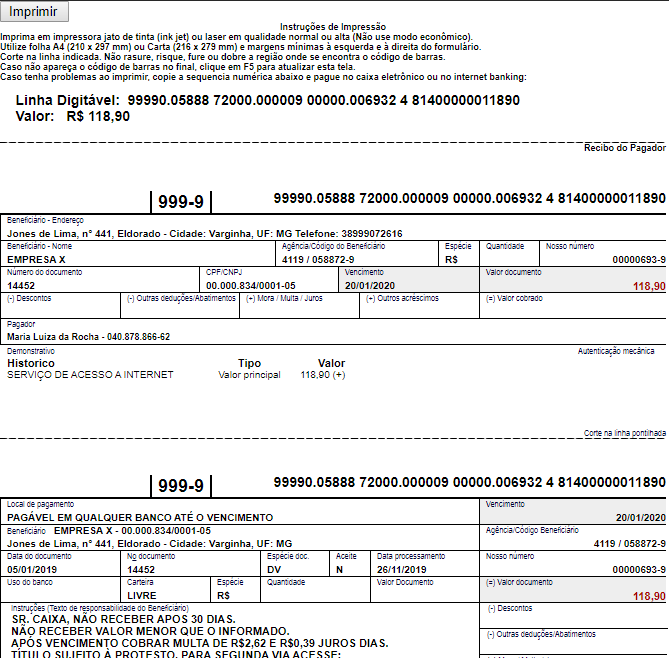 Imprimir
Instruções de Impressão
Imprima em impressora jato de tinta (ink jet) ou laser em qualidade normal ou alta (Não use modo econômico).
Utilize folha A4 (210 x 297 mm) ou Carta (216 x 279 mm) e margens mínimas à esquerda e à direita do formulário.
Corte na linha indicada. Não rasure, risque, fure ou dobre a região onde se encontra o código de barras.
Caso não apareça o código de barras no final, clique em F5 para atualizar esta tela.
Caso tenha problemas ao imprimir, copie a sequencia numérica abaixo e pague no caixa eletrônico ou no internet banking:
Linha Digitável: 99990.05888 72000.000009 00000.006932 4 81400000011890
Valor: R$ 118,90
Recibo do Pagador
999-9 99990.05888 72000.000009 00000.006932 4 81400000011890
Beneficiário - Endereço
Jones de Lima, n° 441, Eldorado - Cidade: Varginha, UF: MG Telefone: 38999072616
Beneficiário - Nome Agência/Código do Beneficiário Espécie Quantidade Nosso número
EMPRESA X 4119 / 058872-9 R$ 00000693-9
Número do documento CPF/CNPJ Vencimento Valor documento
14452 00.000.834/0001-05 20/01/2020 118,90
(-) Descontos (-) Outras deduções/Abatimentos (+) Mora / Multa / Juros (+) Outros acréscimos (=) Valor cobrado
Pagador
Maria Luiza da Rocha - 040.878.866-62
Demonstrativo Autenticação mecânica
Historico Tipo Valor
SERVIÇO DE ACESSO A INTERNET Valor principal 118,90 (+)
Corte na linha pontilhada
999-9 99990.05888 72000.000009 00000.006932 4 81400000011890
Local de pagamento Vencimento
PAGÁVEL EM QUALQUER BANCO ATÉ O VENCIMENTO 20/01/2020
Beneficiário EMPRESA X - 00.000.834/0001-05 Agência/Código Beneficiário
Jones de Lima, n° 441, Eldorado - Cidade: Varginha, UF: MG 4119 / 058872-9
Data do documento No documento Espécie doc. Aceite Data processamento Nosso número
05/01/2019 14452 DV N 26/11/2019 00000693-9
Uso do banco Carteira Espécie Quantidade Valor Documento (=) Valor documento
LIVRE R$ 118,90
Instruções (Texto de responsabilidade do Beneficiário) (-) Descontos
SR. CAIXA, NÃO RECEBER APOS 30 DIAS.
NÃO RECEBER VALOR MENOR QUE O INFORMADO.
APÓS VENCIMENTO COBRAR MULTA DE R$2,62 E R$0,39 JUROS DIAS.
(-) Outras deduções/Abatimentos
TÍTULO SUJEITO À PROTESTO. PARA SEGUNDA VIA ACESSE: